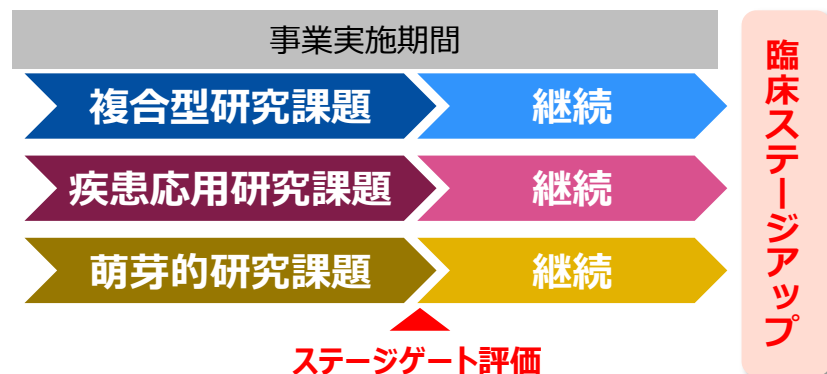 事業実施期間
複合型研究課題
継続
疾患応用研究課題
継続
萌芽的研究課題
継続
ステージゲート評価
臨床ステージアップ